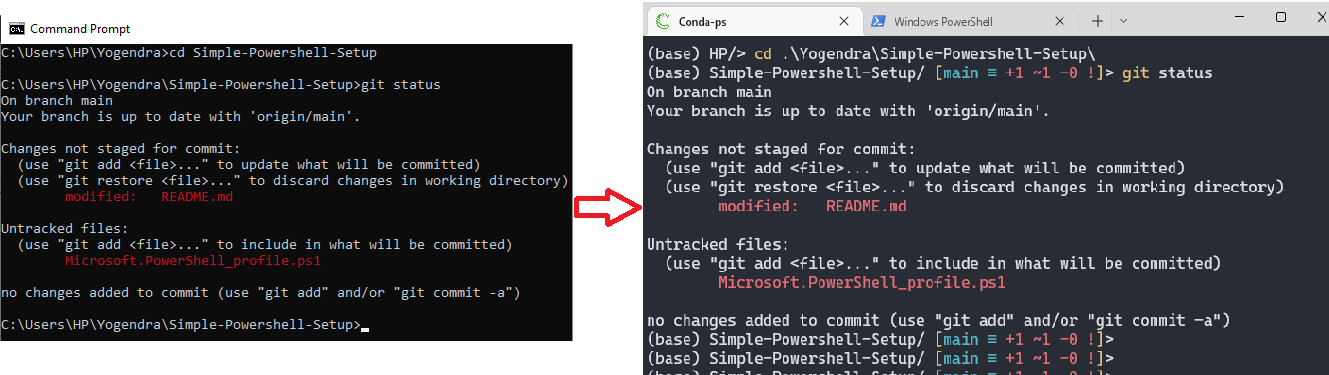 Command Prompt
C:\Users\HP\Yogendra>cd Simple-Powershell-Setup
C:\Users\HP\Yogendra\Simple-Powershell-Setup>git status
On branch main
Your branch is up to date with 'origin/main'.
Changes not staged for commit:
(use "git add <file>..." to update what will be committed)
(use "git restore <file>..." to discard changes in working directory)
modified: README.md
Untracked files:
(use "git add <file>..." to include in what will be committed)
Microsoft.PowerShell_profile.ps1
no changes added to commit (use "git add" and/or "git commit -a")
C:\Users\HP\Yogendra\Simple-Powershell-Setup>
Conda-ps
Windows PowerShell
(base) HP/> cd .\Yogendra\Simple-Powershell-Setup\
(base) Simple-Powershell-Setup/ [main ≡ +1 ~1 -0 !]> git status
On branch main
Your branch is up to date with 'origin/main'.
Changes not staged for commit:
(use "git add <file>..." to update what will be committed)
(use "git restore <file>..." to discard changes in working directory)
modified: README.md
Untracked files:
(use "git add <file>..." to include in what will be committed)
Microsoft.PowerShell_profile.ps1
no changes added to commit (use "git add" and/or "git commit -a")
(base) Simple-Powershell-Setup/ [main ≡ +1 ~1 -0 !]>
(base) Simple-Powershell-Setup/ [main ≡ +1 ~1 -0 !]>
(base) Simple-Powershell-Setup/ [main ≡ +1 ~1 -0 !]>